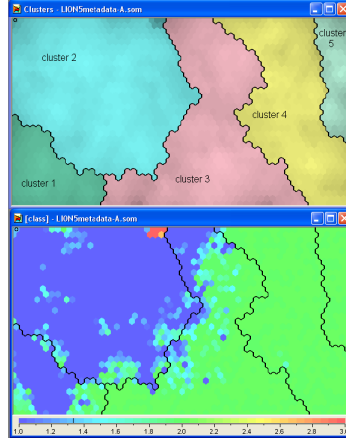 Clusters - LION5metadata-A.som
cluster 2
cluster 5
cluster 4
cluster 1
cluster 3
[class] - LION5metadata-A.som
1.0 1.2 1.4 1.6 1.8 2.0 2.2 2.4 2.6 2.8 3.0